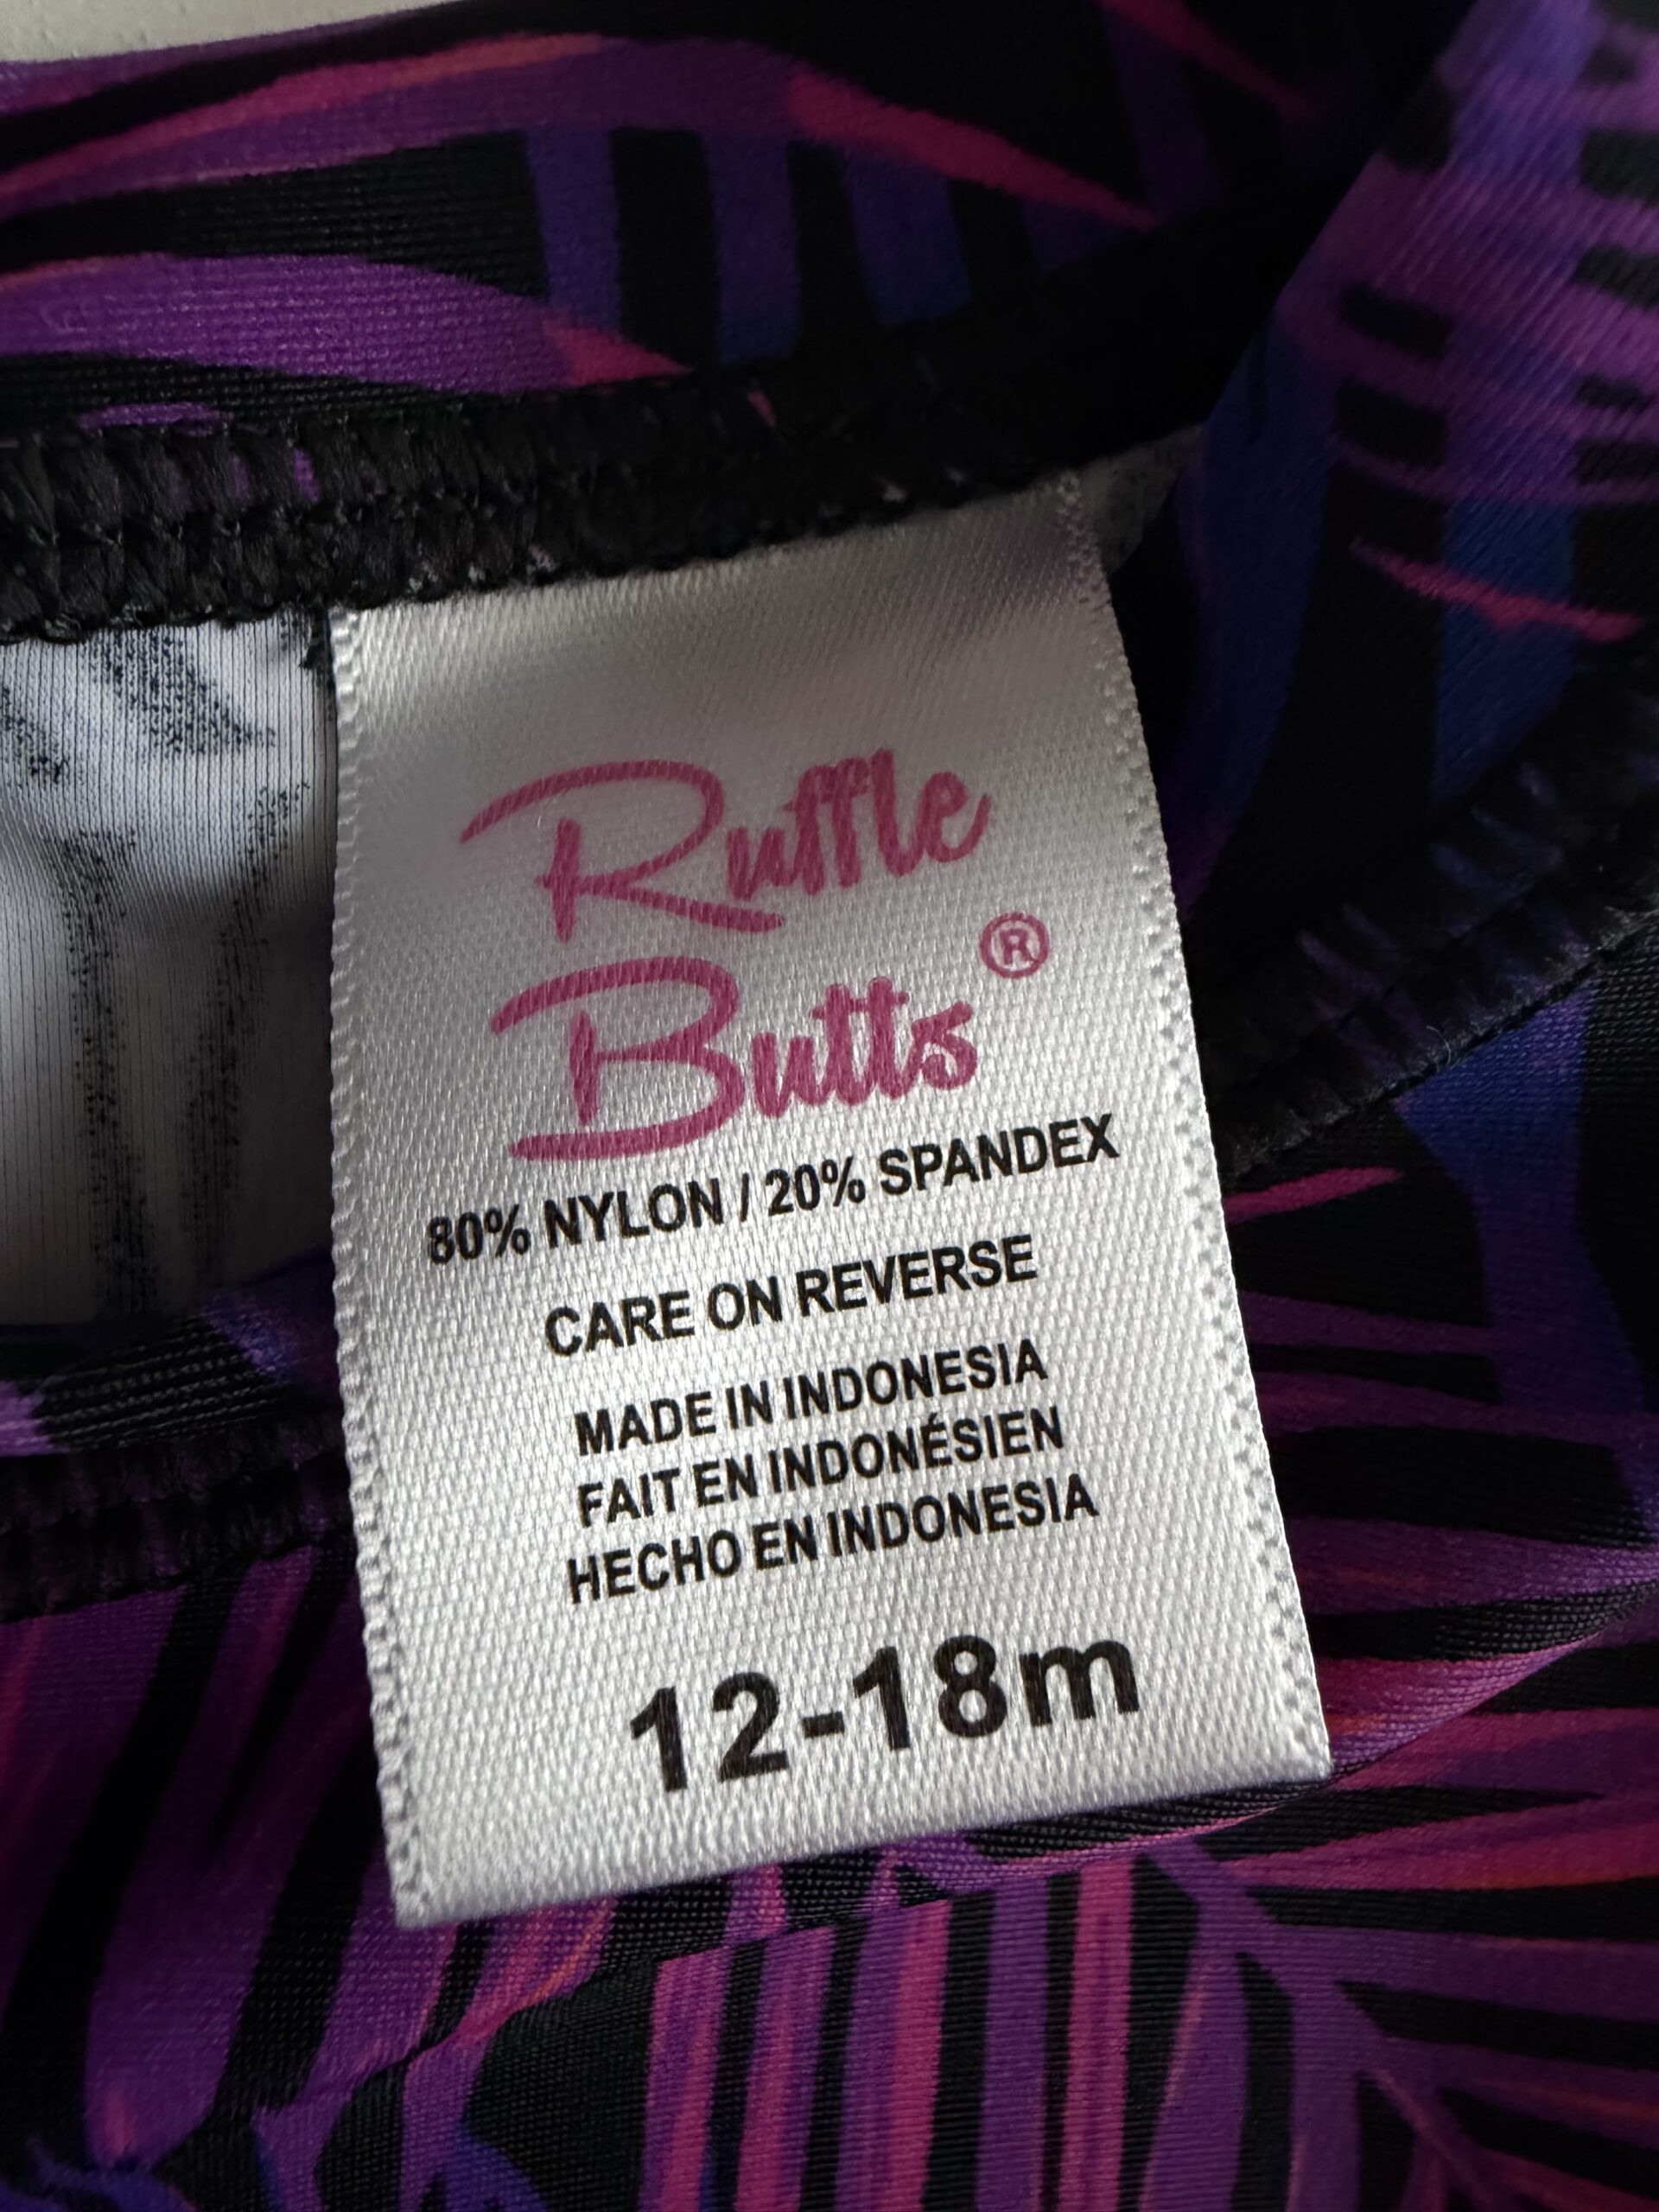 Ruffle
Butts®
80% NYLON / 20% SPANDEX
CARE ON REVERSE
MADE IN INDONESIA
FAIT EN INDONÉSIEN
HECHO EN INDONESIA
12-18m